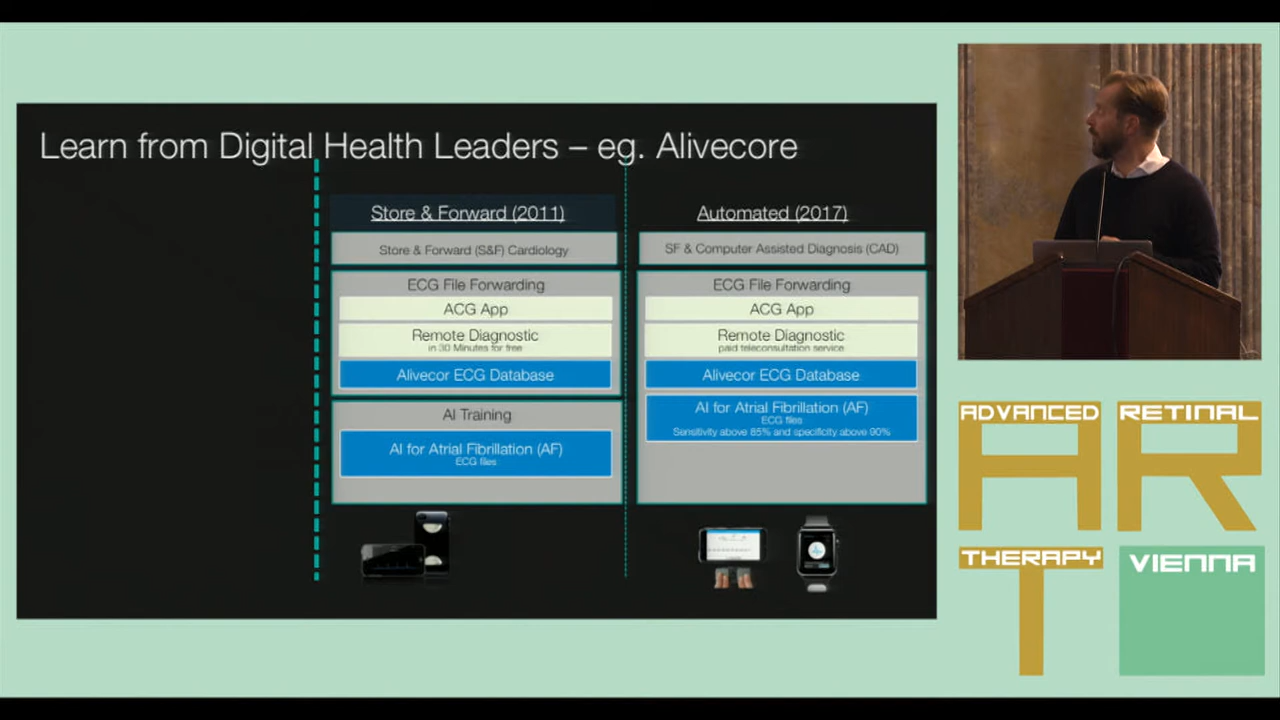 Learn from Digital Health Leaders – eg. Alivecore
Store & Forward (2011)
Store & Forward (S&F) Cardiology
ECG File Forwarding
ACG App
Remote Diagnostic
in 30 Minutes for free
Alivecor ECG Database
AI Training
AI for Atrial Fibrillation (AF)
ECG files
Automated (2017)
SF & Computer Assisted Diagnosis (CAD)
ECG File Forwarding
ACG App
Remote Diagnostic
paid teleconsultation service
Alivecor ECG Database
AI for Atrial Fibrillation (AF)
ECG files
Sensitivity above 85% and specificity above 90%
ADVANCED
RETINAL
A
R
THERAPY
VIENNA
T